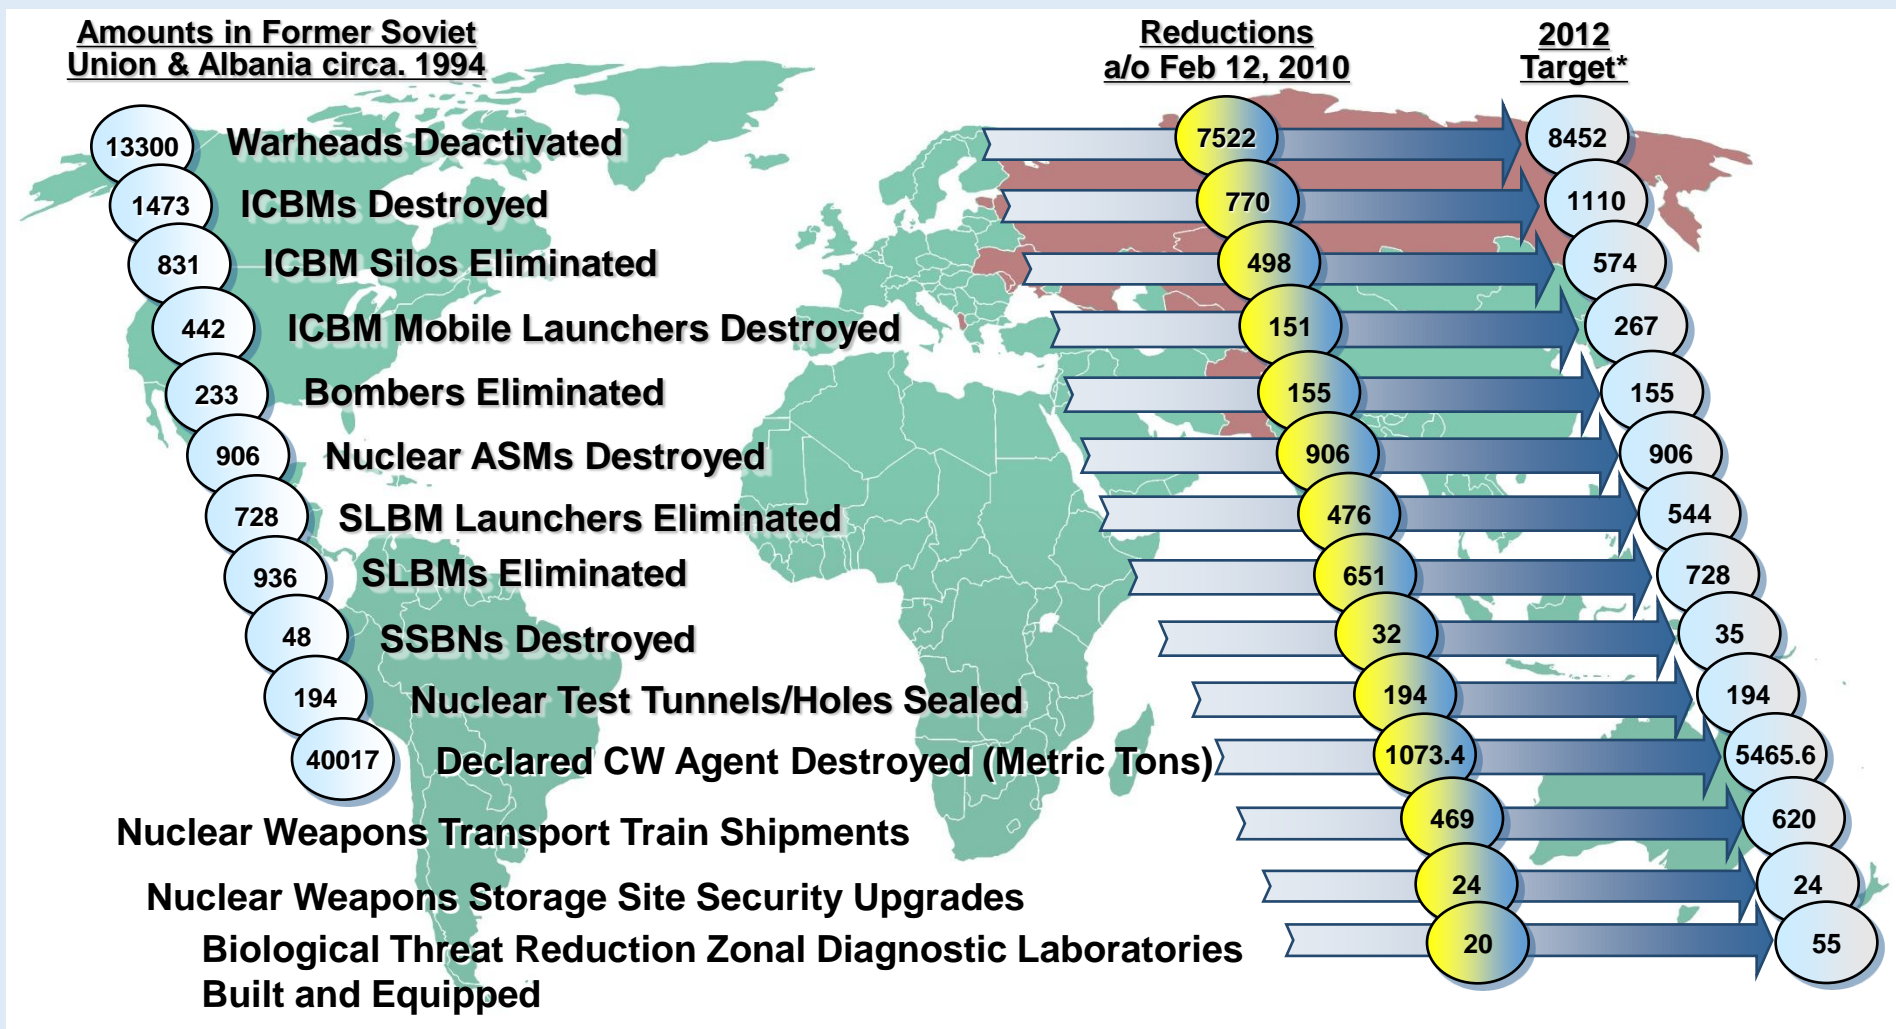 Amounts in Former Soviet
Union & Albania circa. 1994
Reductions
a/o Feb 12, 2010
2012
Target*
13300 Warheads Deactivated 7522 8452
1473 ICBMs Destroyed 770 1110
831 ICBM Silos Eliminated 498 574
442 ICBM Mobile Launchers Destroyed 151 267
233 Bombers Eliminated 155 155
906 Nuclear ASMs Destroyed 906 906
728 SLBM Launchers Eliminated 476 544
936 SLBMs Eliminated 651 728
48 SSBNs Destroyed 32 35
194 Nuclear Test Tunnels/Holes Sealed 194 194
40017 Declared CW Agent Destroyed (Metric Tons) 1073.4 5465.6
Nuclear Weapons Transport Train Shipments 469 620
Nuclear Weapons Storage Site Security Upgrades 24 24
Biological Threat Reduction Zonal Diagnostic Laboratories 20 55
Built and Equipped